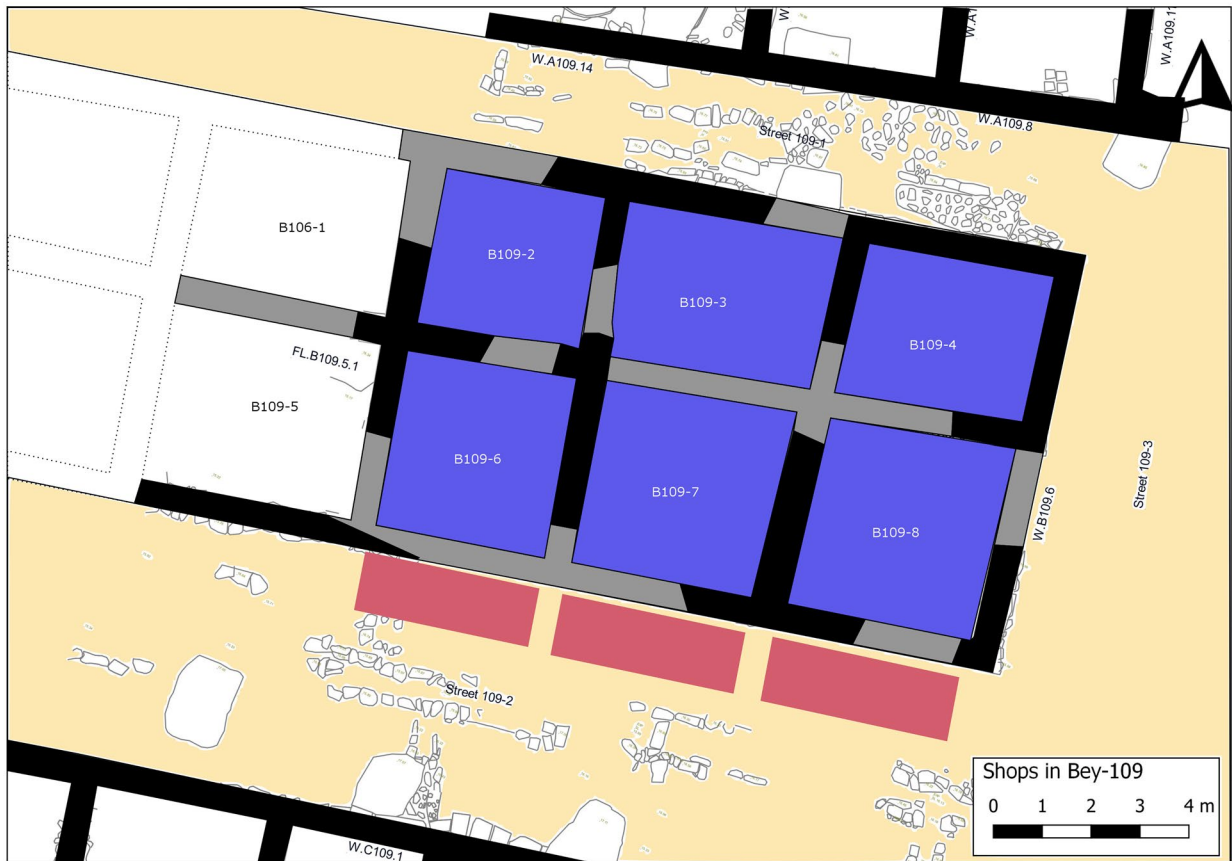 W.A109.14
W.A109.11
W.A109.8
Street 109-1
B106-1
B109-2
B109-3
B109-4
FL.B109.5.1
B109-5
B109-6
B109-7
B109-8
Street 109-3
W.B109.6
Street 109-2
W.C109.1
Shops in Bey-109
0 1 2 3 4 m